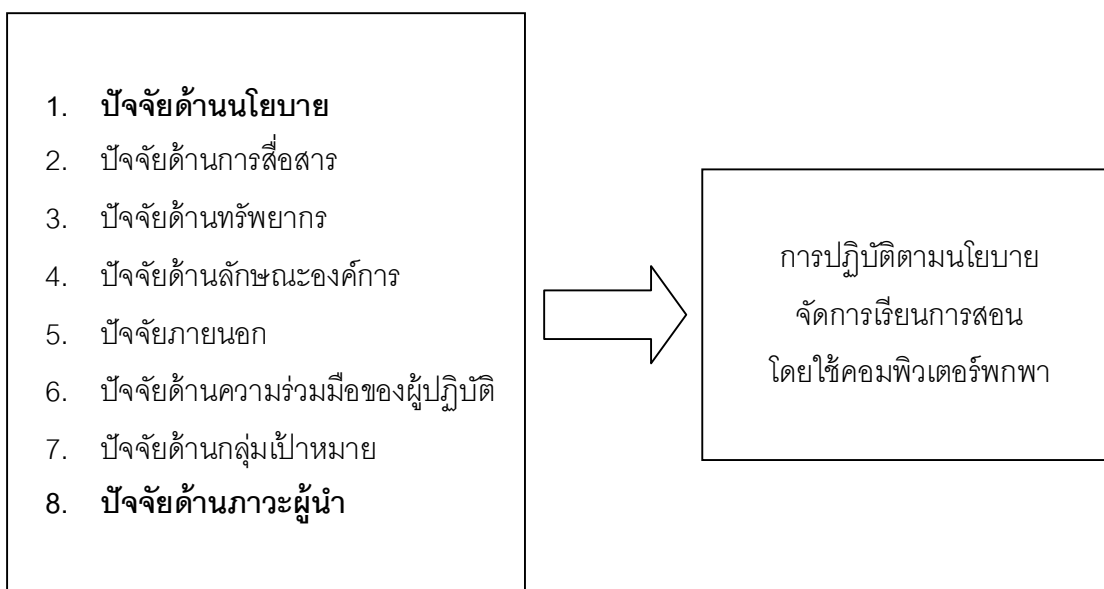 1. ปัจจัยด้านนโยบาย
2. ปัจจัยด้านการสื่อสาร
3. ปัจจัยด้านทรัพยากร
4. ปัจจัยด้านลักษณะองค์การ
5. ปัจจัยภายนอก
6. ปัจจัยด้านความร่วมมือของผู้ปฏิบัติ
7. ปัจจัยด้านกลุ่มเป้าหมาย
8. ปัจจัยด้านภาวะผู้นำ
การปฏิบัติตามนโยบาย
จัดการเรียนการสอน
โดยใช้คอมพิวเตอร์พกพา